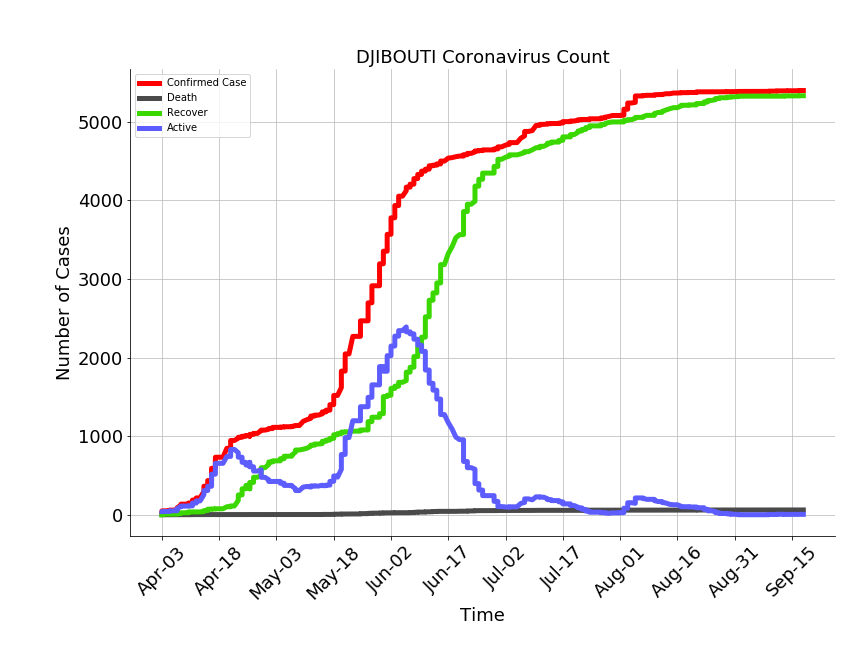 DJIBOUTI Coronavirus Count
Confirmed Case
Death
Recover
Active
Number of Cases
5000
4000
3000
2000
1000
0
Apr-03
Apr-18
May-03
May-18
Jun-02
Jun-17
Jul-02
Jul-17
Aug-01
Aug-16
Aug-31
Sep-15
Time